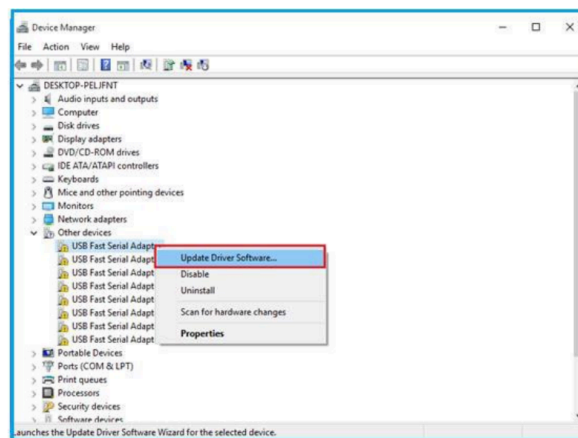 Device Manager
File Action View Help
DESKTOP-PELJFNT
Audio inputs and outputs
Computer
Disk drives
Display adapters
DVD/CD-ROM drives
IDE ATA/ATAPI controllers
Keyboards
Mice and other pointing devices
Monitors
Network adapters
Other devices
USB Fast Serial Adapt
USB Fast Serial Adapt
USB Fast Serial Adapt
USB Fast Serial Adapt
USB Fast Serial Adapt
USB Fast Serial Adapt
USB Fast Serial Adapt
USB Fast Serial Adapt
Update Driver Software...
Disable
Uninstall
Scan for hardware changes
Properties
Portable Devices
Ports (COM & LPT)
Print queues
Processors
Security devices
Software devices
Launches the Update Driver Software Wizard for the selected device.